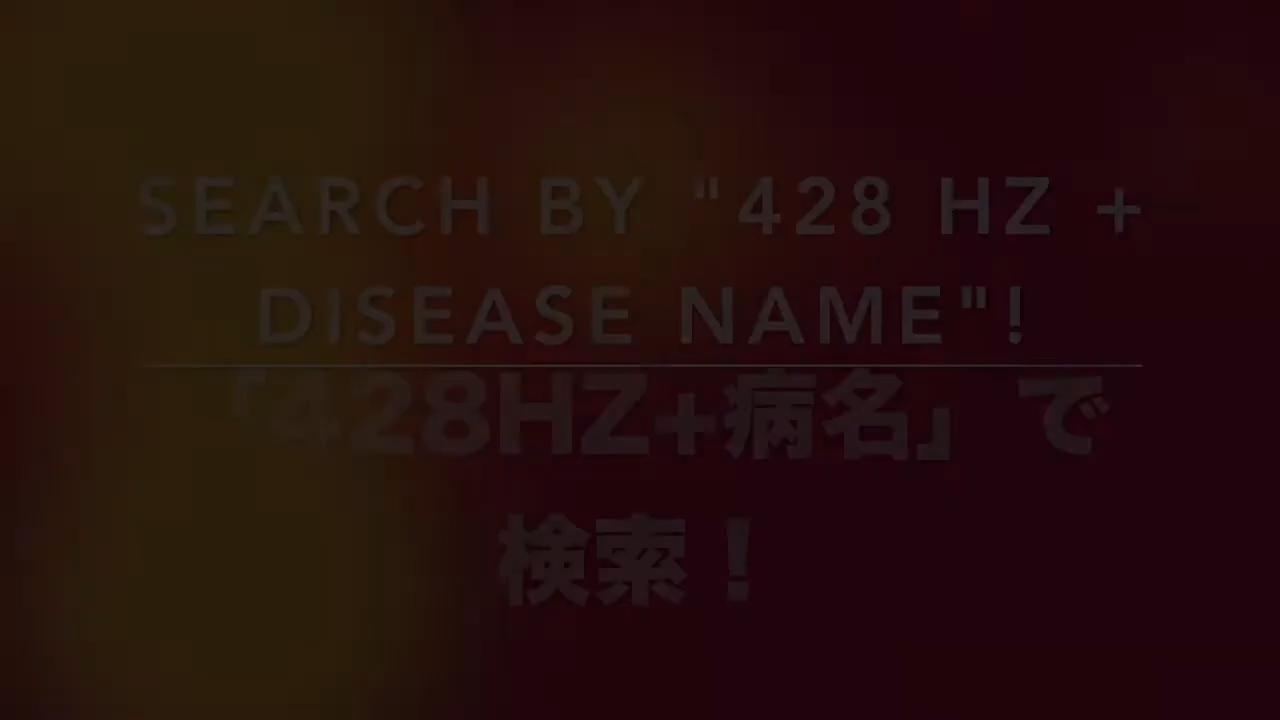 SEARCH BY "428 HZ +
DISEASE NAME"!
「428HZ+病名」で
検索！